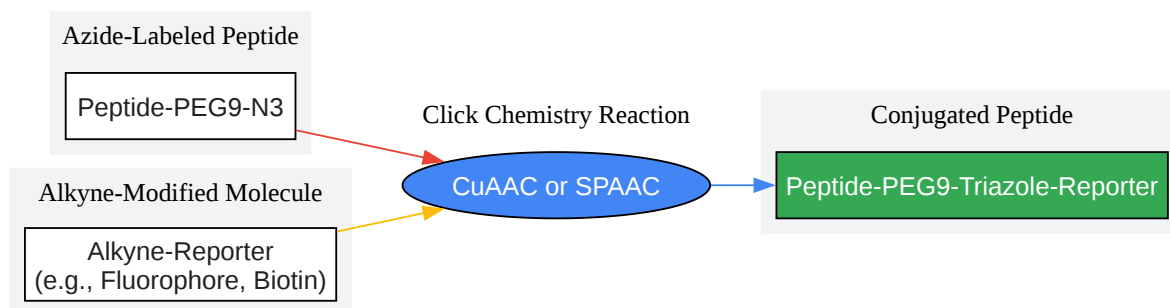 Azide-Labeled Peptide
Peptide-PEG9-N3
Alkyne-Modified Molecule
Alkyne-Reporter
(e.g., Fluorophore, Biotin)
Click Chemistry Reaction
CuAAC or SPAAC
Conjugated Peptide
Peptide-PEG9-Triazole-Reporter